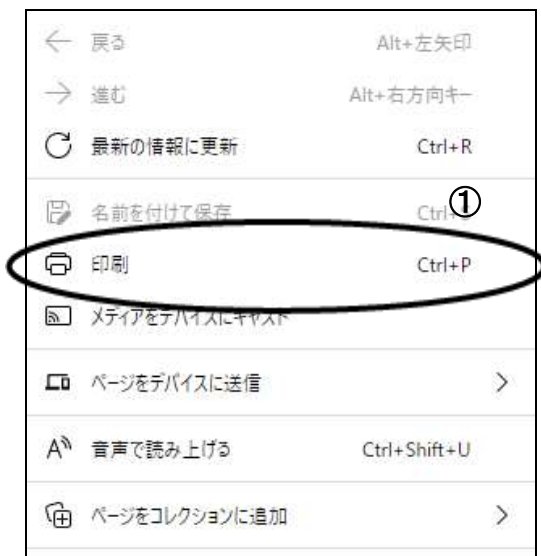 戻る Alt+左矢印
進む Alt+右方向キー
最新の情報に更新 Ctrl+R
①
名前を付けて保存
印刷 Ctrl+P
メディアをデバイスにキャスト
ページをデバイスに送信
音声で読み上げる Ctrl+Shift+U
ページをコレクションに追加